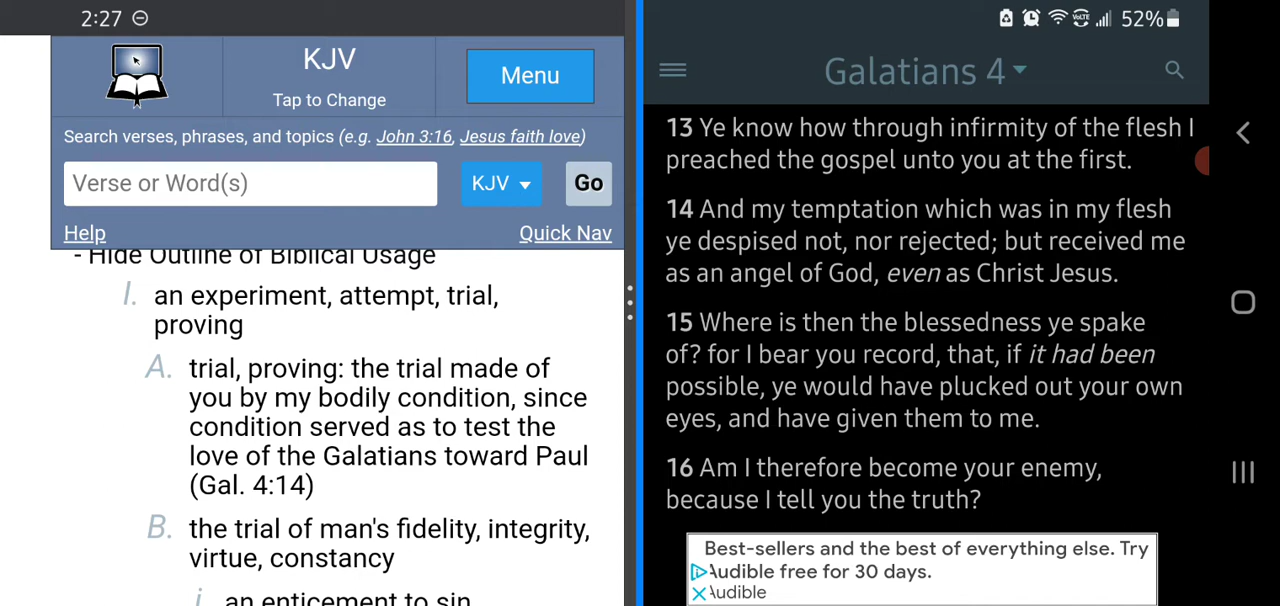 2:27
KJV
Tap to Change
Menu
Search verses, phrases, and topics (e.g. John 3:16, Jesus faith love)
Verse or Word(s)
KJV
Go
Help
Quick Nav
- Hide Outline of Biblical Usage
I. an experiment, attempt, trial,
proving
A. trial, proving: the trial made of
you by my bodily condition, since
condition served as to test the
love of the Galatians toward Paul
(Gal. 4:14)
B. the trial of man's fidelity, integrity,
virtue, constancy
i. an enticement to sin
52%
Galatians 4
13 Ye know how through infirmity of the flesh I
preached the gospel unto you at the first.
14 And my temptation which was in my flesh
ye despised not, nor rejected; but received me
as an angel of God, even as Christ Jesus.
15 Where is then the blessedness ye spake
of? for I bear you record, that, if it had been
possible, ye would have plucked out your own
eyes, and have given them to me.
16 Am I therefore become your enemy,
because I tell you the truth?
Best-sellers and the best of everything else. Try
Audible free for 30 days.
Audible